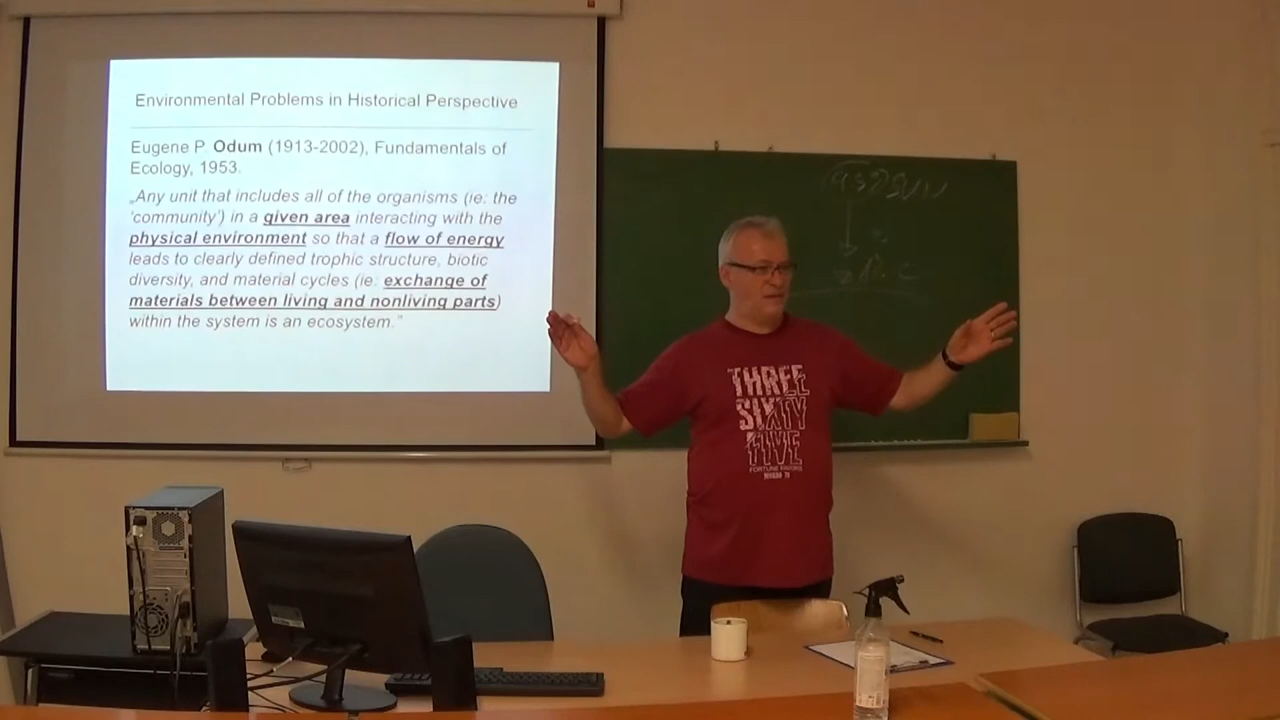 Environmental Problems in Historical Perspective
Eugene P. Odum (1913-2002), Fundamentals of
Ecology, 1953.
„Any unit that includes all of the organisms (ie: the
'community') in a given area interacting with the
physical environment so that a flow of energy
leads to clearly defined trophic structure, biotic
diversity, and material cycles (ie: exchange of
materials between living and nonliving parts)
within the system is an ecosystem.”
THREE
SIXTY
FIVE